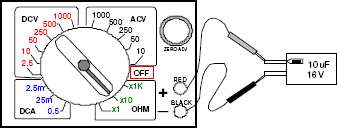 DCV
1000
500
250
50
10
2.5
ACV
1000
500
250
50
10
OFF
2.5m
25m
0.5
DCA
x1K
x10
x1
OHM
ZERO ADJ
RED
+
BLACK
−
10 uF
16 V